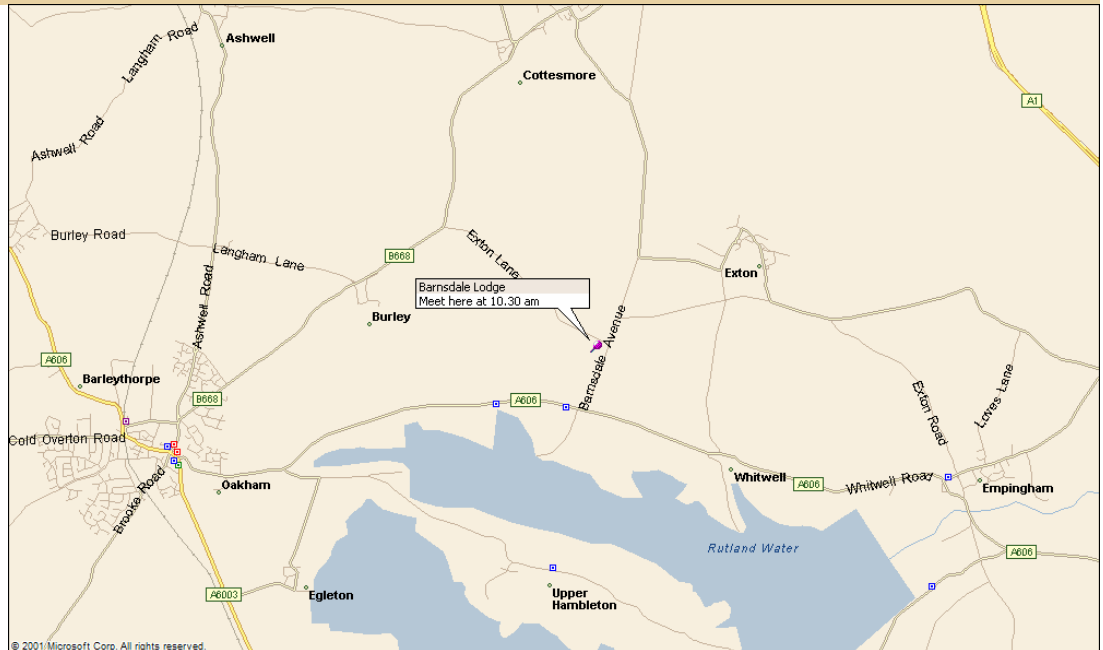 Langham Road
Ashwell
Cottesmore
A1
Ashwell Road
Burley Road
Langham Lane
B668
Exton Lane
Exton
Barnsdale Lodge
Meet here at 10.30 am
Burley
Ashwell Road
Barnsdale Avenue
A606
Barleythorpe
B668
A606
Exton Road
Loves Lane
Cold Overton Road
Brooke Road
Oakham
Whitwell
A606
Whitwell Road
Empingham
Rutland Water
A606
A6003
Egleton
Upper
Hambleton
© 2001 Microsoft Corp. All rights reserved.